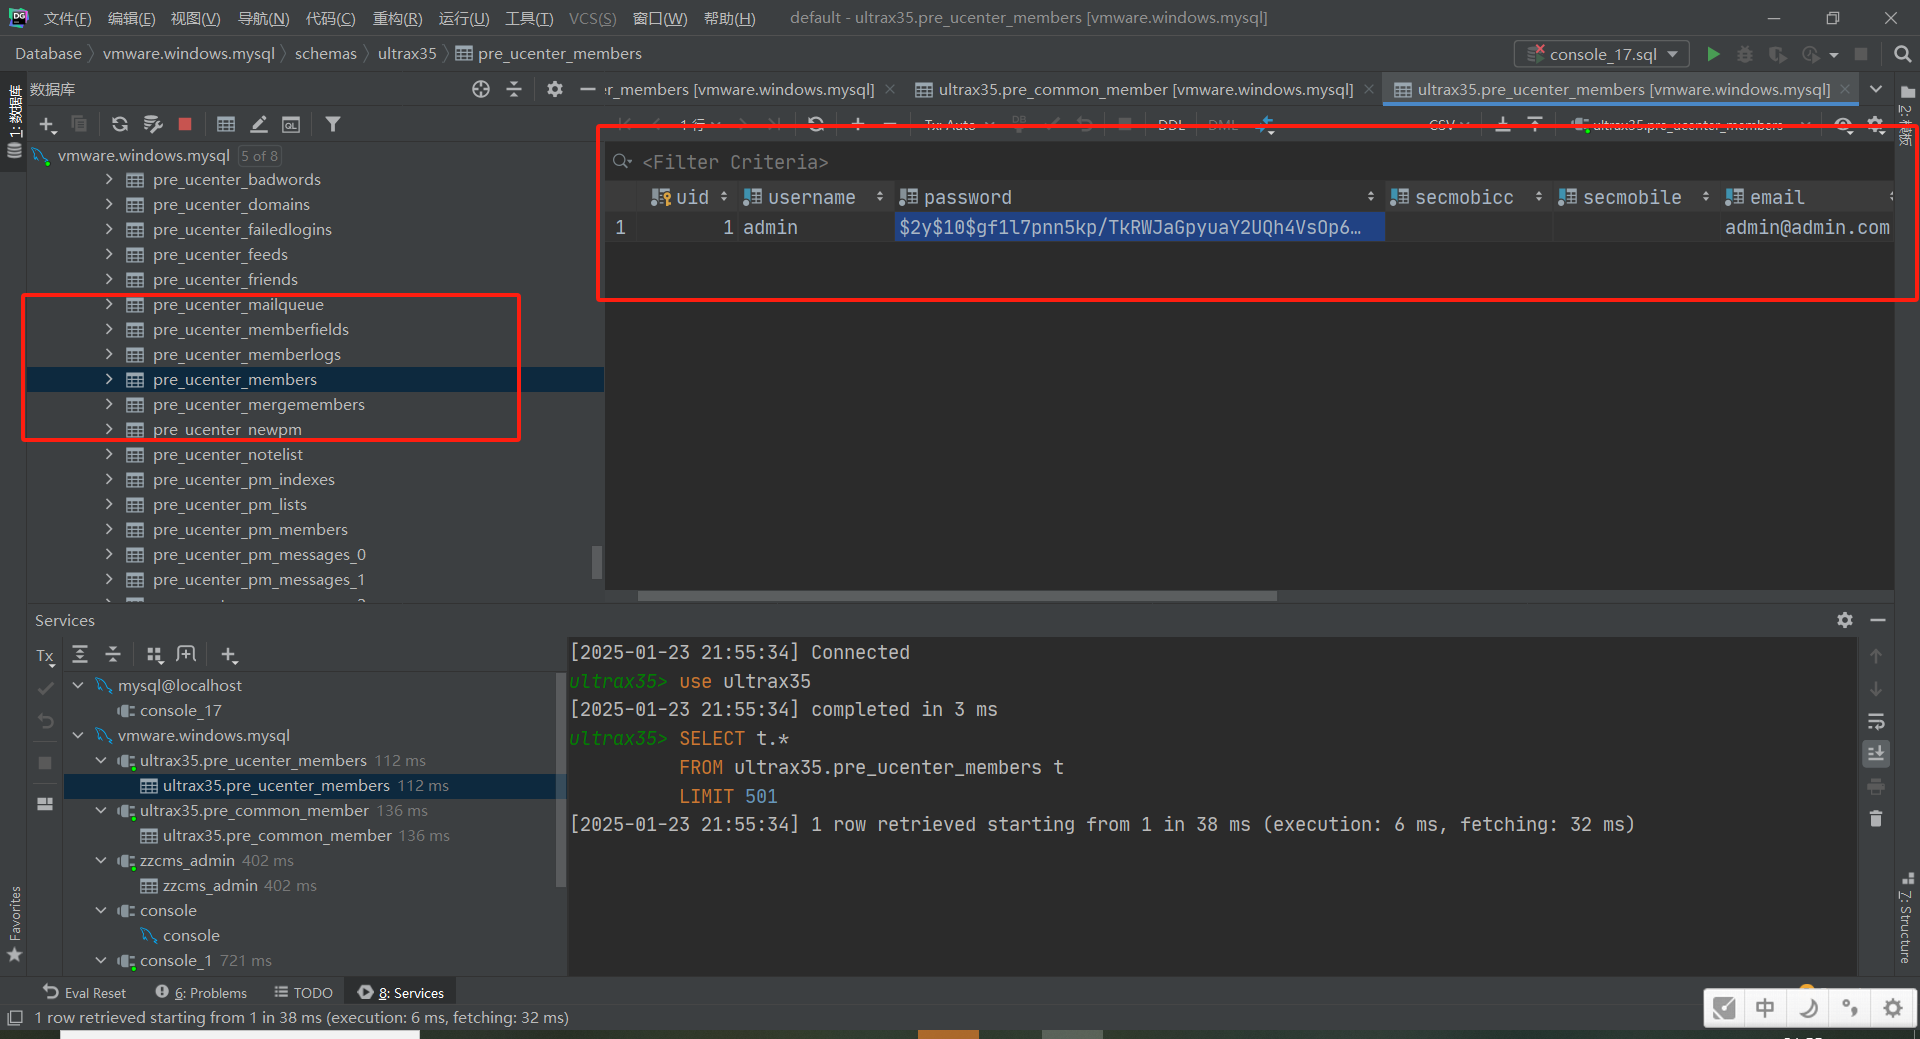 文件(F) 编辑(E) 视图(V) 导航(N) 代码(C) 重构(R) 运行(U) 工具(T) VCS(S) 窗口(W) 帮助(H) default - ultrax35.pre_ucenter_members [vmware.windows.mysql]
Database vmware.windows.mysql schemas ultrax35 pre_ucenter_members
console_17.sql
1: 数据库
数据库
r_members [vmware.windows.mysql] ultrax35.pre_common_member [vmware.windows.mysql] ultrax35.pre_ucenter_members [vmware.windows.mysql]
1 行 Tx: Auto DB DDL DML CSV ultrax35.pre_ucenter_members
vmware.windows.mysql 5 of 8
pre_ucenter_badwords
pre_ucenter_domains
pre_ucenter_failedlogins
pre_ucenter_feeds
pre_ucenter_friends
pre_ucenter_mailqueue
pre_ucenter_memberfields
pre_ucenter_memberlogs
pre_ucenter_members
pre_ucenter_mergemembers
pre_ucenter_newpm
pre_ucenter_notelist
pre_ucenter_pm_indexes
pre_ucenter_pm_lists
pre_ucenter_pm_members
pre_ucenter_pm_messages_0
pre_ucenter_pm_messages_1
<Filter Criteria>
uid username password secmobicc secmobile email
1 1 admin $2y$10$gf1l7pnn5kp/TkRWJaGpyuaY2UQh4VsOp6… admin@admin.com
Services
Tx
mysql@localhost
console_17
vmware.windows.mysql
ultrax35.pre_ucenter_members 112 ms
ultrax35.pre_ucenter_members 112 ms
ultrax35.pre_common_member 136 ms
ultrax35.pre_common_member 136 ms
zzcms_admin 402 ms
zzcms_admin 402 ms
console
console
console_1 721 ms
[2025-01-23 21:55:34] Connected
ultrax35> use ultrax35
[2025-01-23 21:55:34] completed in 3 ms
ultrax35> SELECT t.*
FROM ultrax35.pre_ucenter_members t
LIMIT 501
[2025-01-23 21:55:34] 1 row retrieved starting from 1 in 38 ms (execution: 6 ms, fetching: 32 ms)
Favorites
Z: Structure
Eval Reset 6: Problems TODO 8: Services
1 row retrieved starting from 1 in 38 ms (execution: 6 ms, fetching: 32 ms)
中